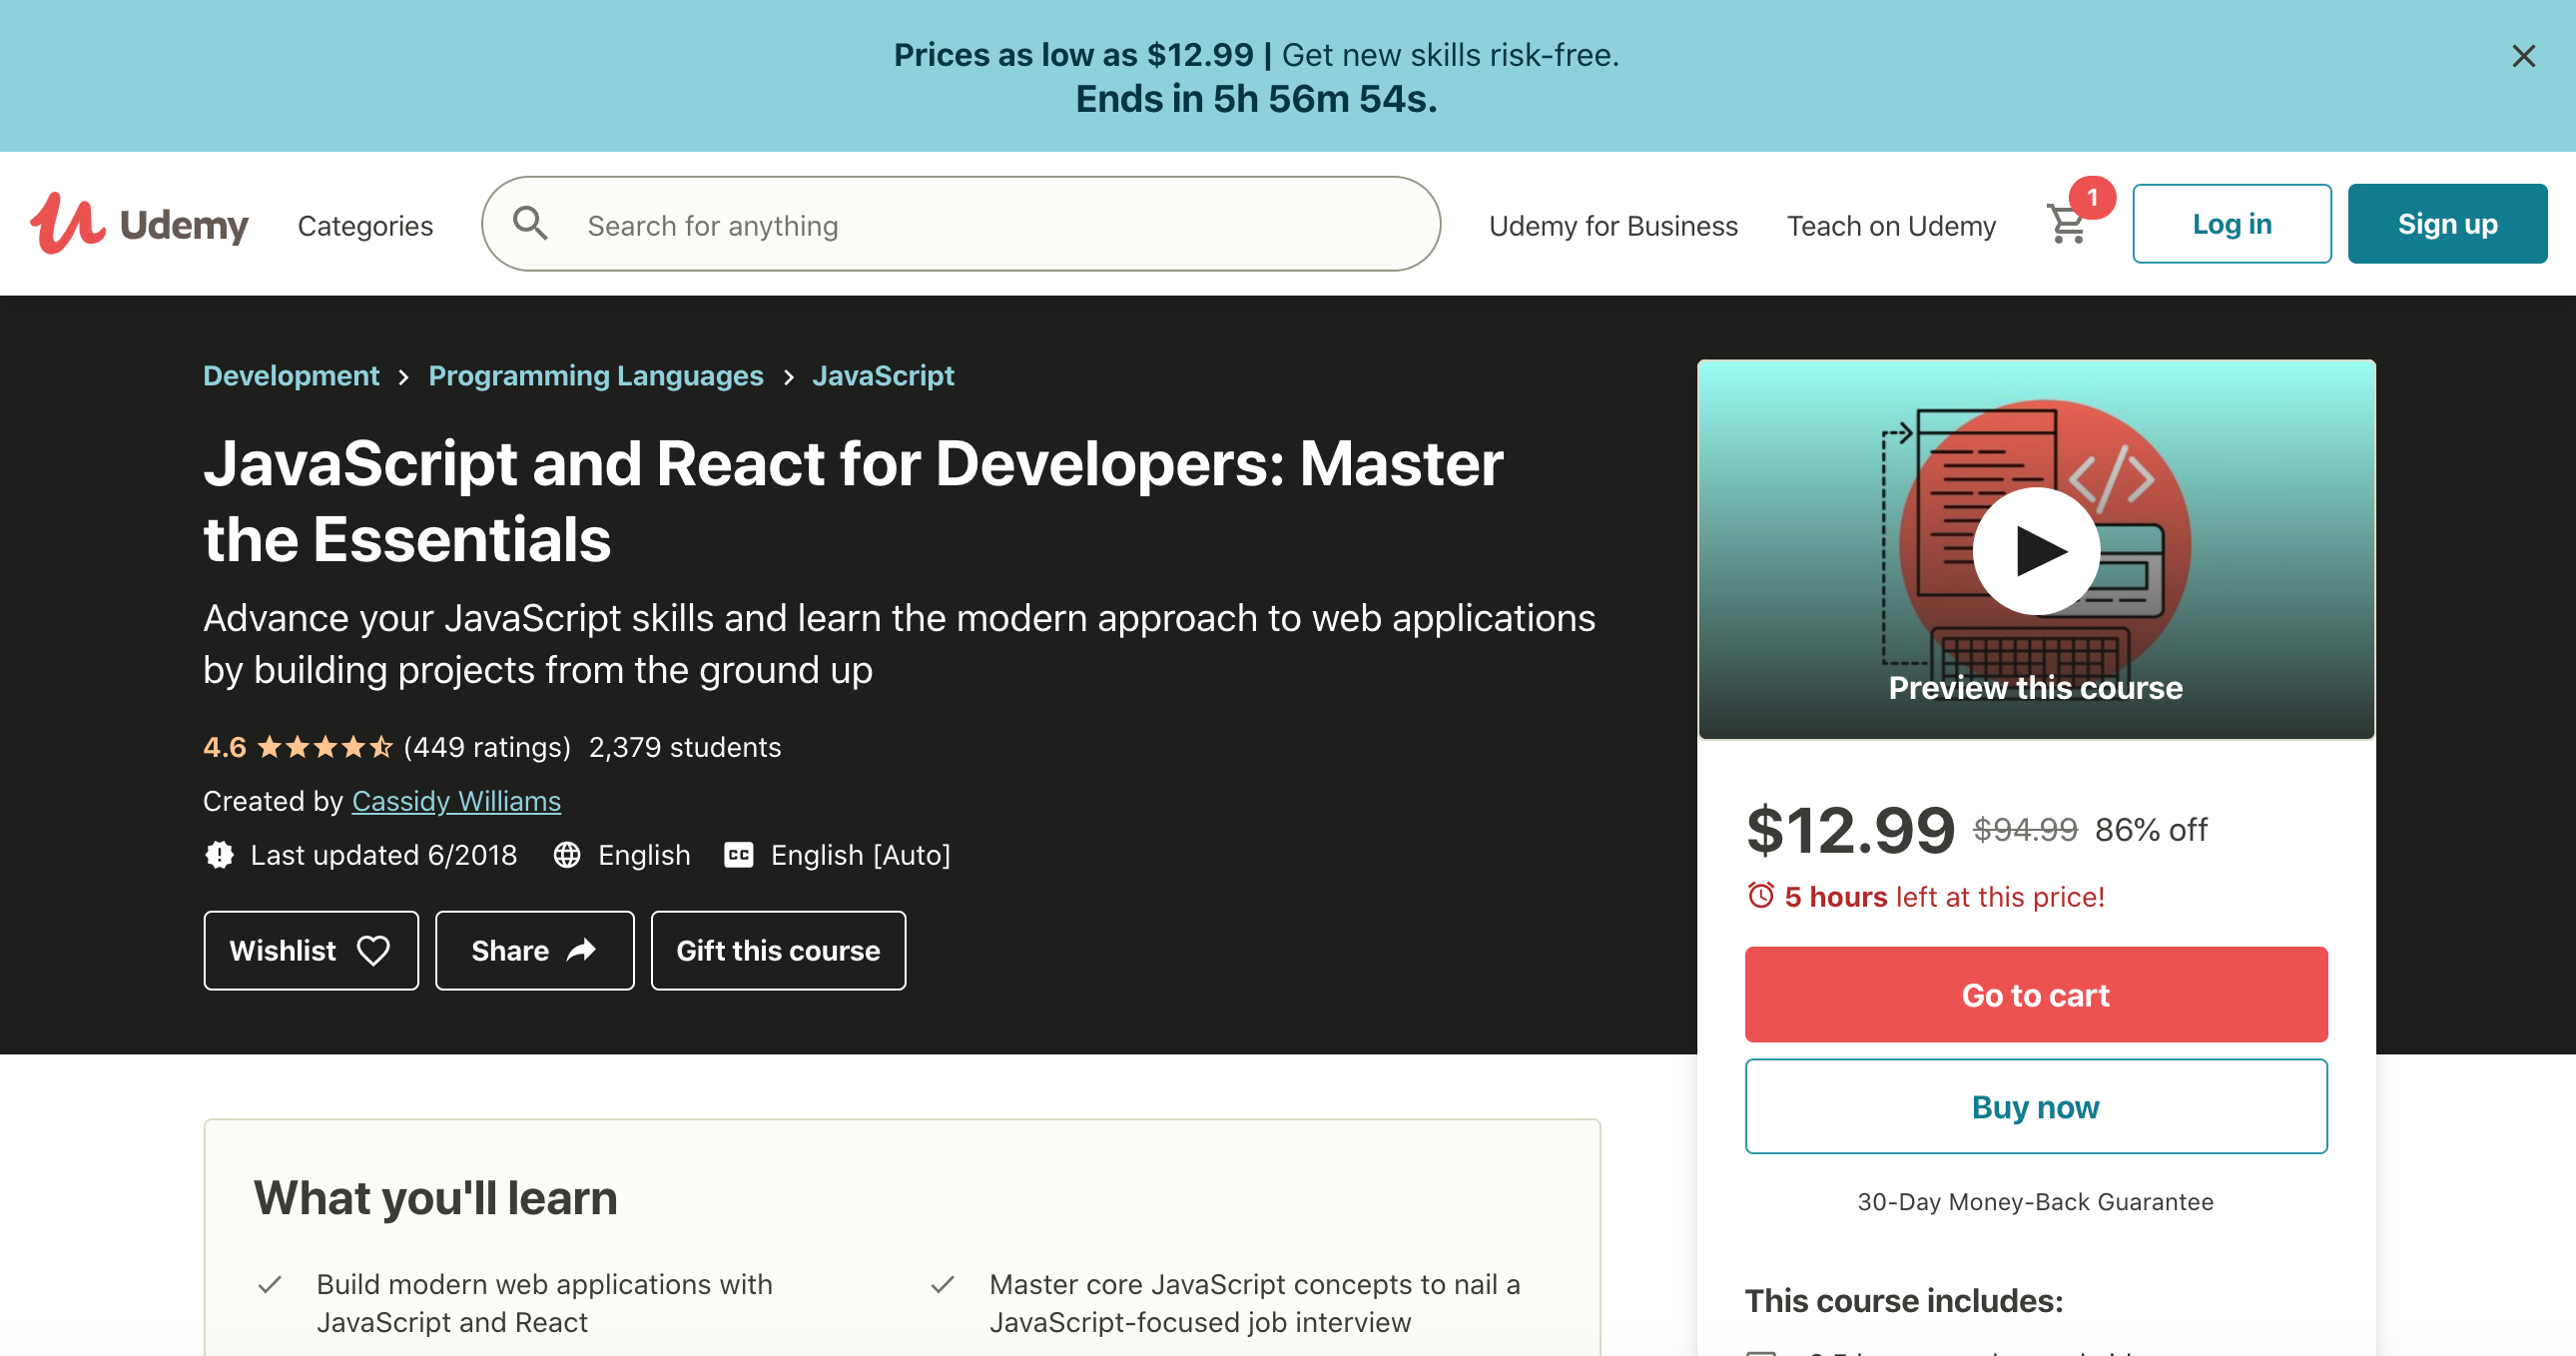 Prices as low as $12.99 | Get new skills risk-free.
Ends in 5h 56m 54s.
Udemy
Categories
Search for anything
Udemy for Business
Teach on Udemy
1
Log in
Sign up
Development
Programming Languages
JavaScript
JavaScript and React for Developers: Master
the Essentials
Advance your JavaScript skills and learn the modern approach to web applications
by building projects from the ground up
4.6 (449 ratings) 2,379 students
Created by Cassidy Williams
Last updated 6/2018
English
CC
English [Auto]
Wishlist
Share
Gift this course
</>
Preview this course
$12.99 $94.99 86% off
5 hours left at this price!
Go to cart
Buy now
30-Day Money-Back Guarantee
This course includes:
What you'll learn
Build modern web applications with
JavaScript and React
Master core JavaScript concepts to nail a
JavaScript-focused job interview